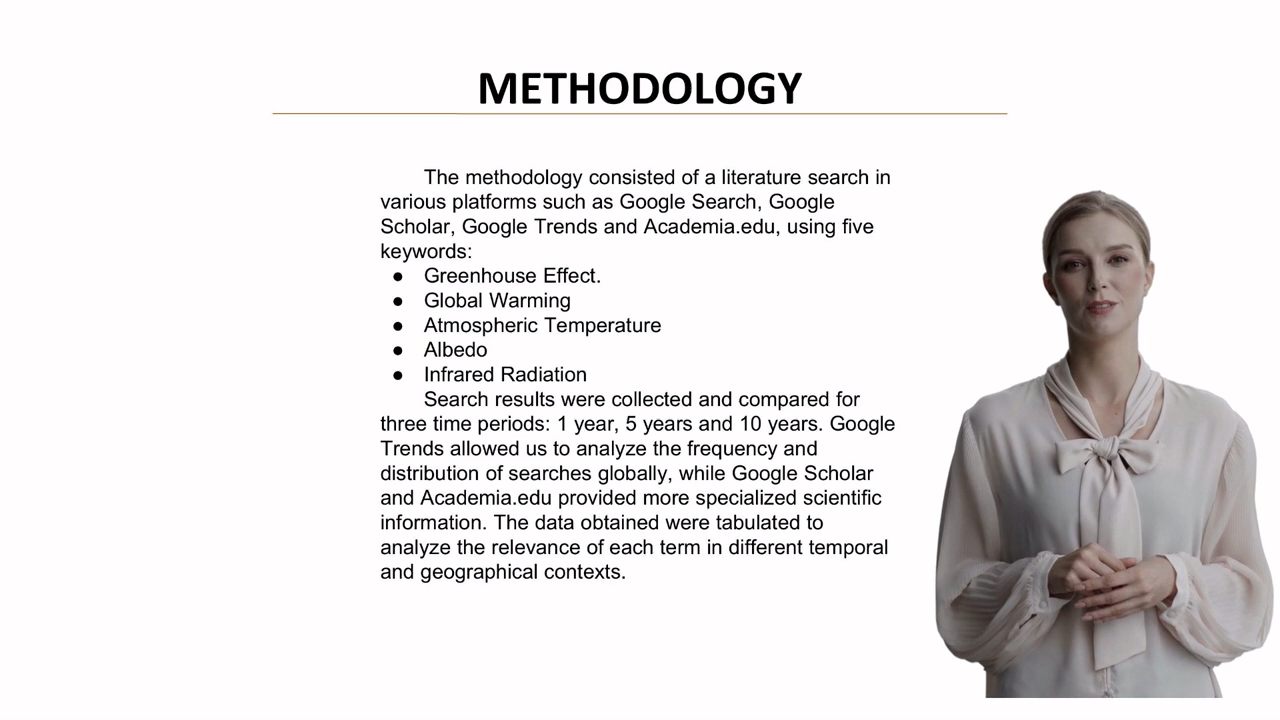 METHODOLOGY
The methodology consisted of a literature search in
various platforms such as Google Search, Google
Scholar, Google Trends and Academia.edu, using five
keywords:
● Greenhouse Effect.
● Global Warming
● Atmospheric Temperature
● Albedo
● Infrared Radiation
Search results were collected and compared for
three time periods: 1 year, 5 years and 10 years. Google
Trends allowed us to analyze the frequency and
distribution of searches globally, while Google Scholar
and Academia.edu provided more specialized scientific
information. The data obtained were tabulated to
analyze the relevance of each term in different temporal
and geographical contexts.